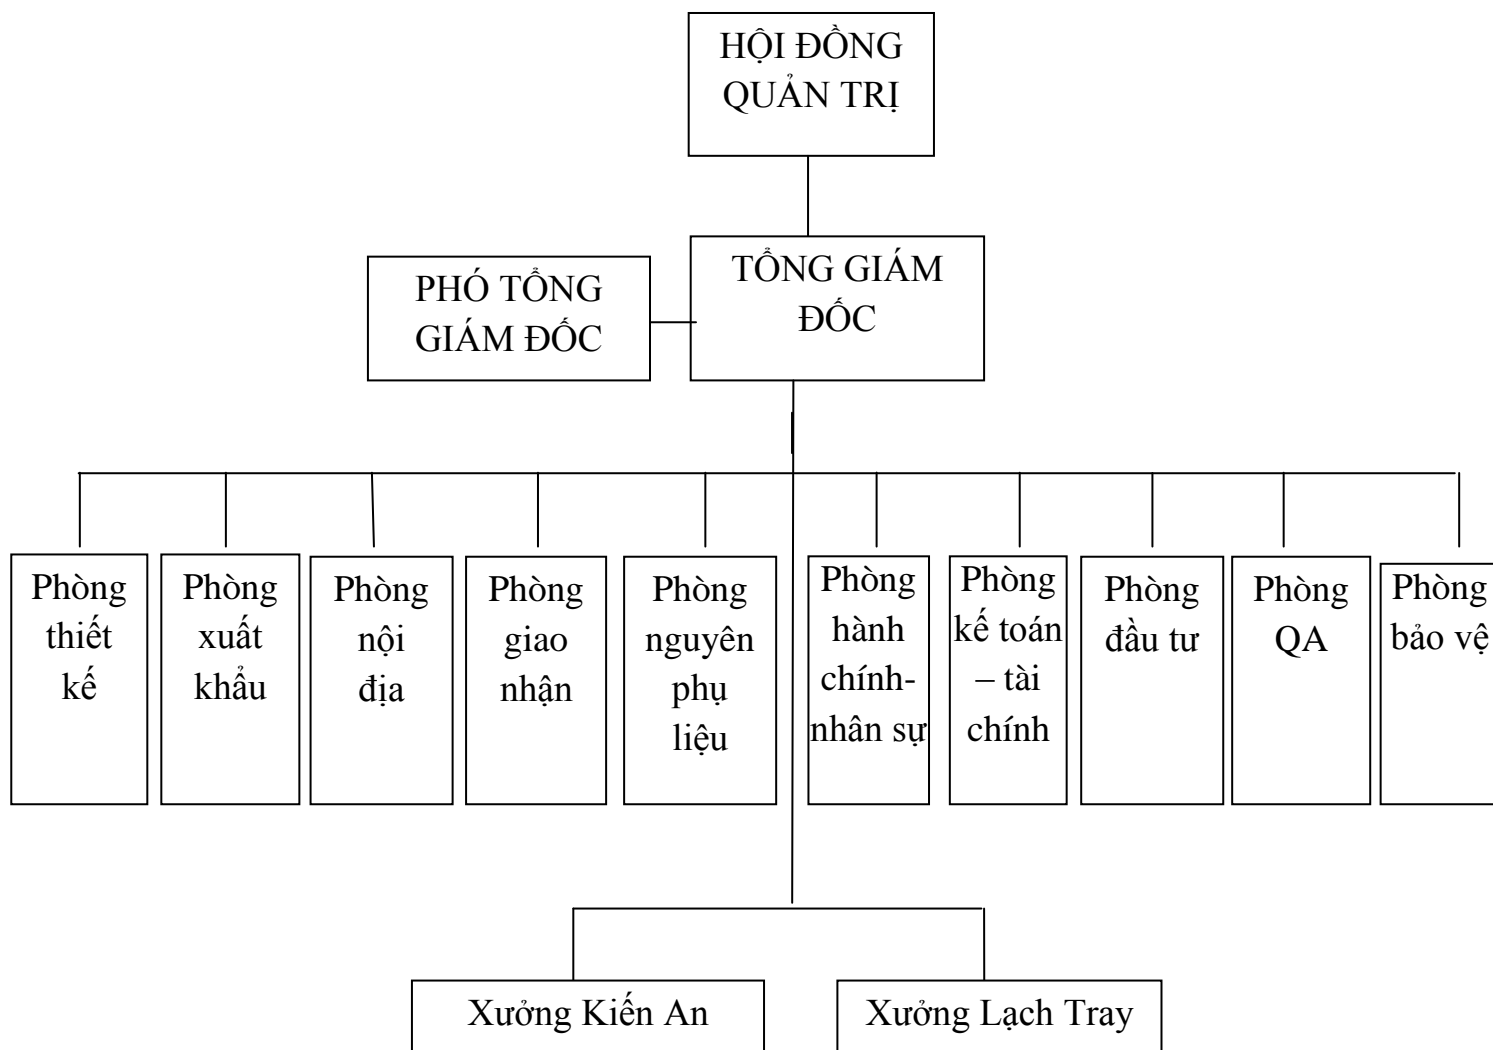 HỘI ĐỒNG
QUẢN TRỊ
PHÓ TỔNG
GIÁM ĐỐC
TỔNG GIÁM
ĐỐC
Phòng
thiết
kế
Phòng
xuất
khẩu
Phòng
nội
địa
Phòng
giao
nhận
Phòng
nguyên
phụ
liệu
Phòng
hành
chính-
nhân sự
Phòng
kế toán
– tài
chính
Phòng
đầu tư
Phòng
QA
Phòng
bảo vệ
Xưởng Kiến An
Xưởng Lạch Tray